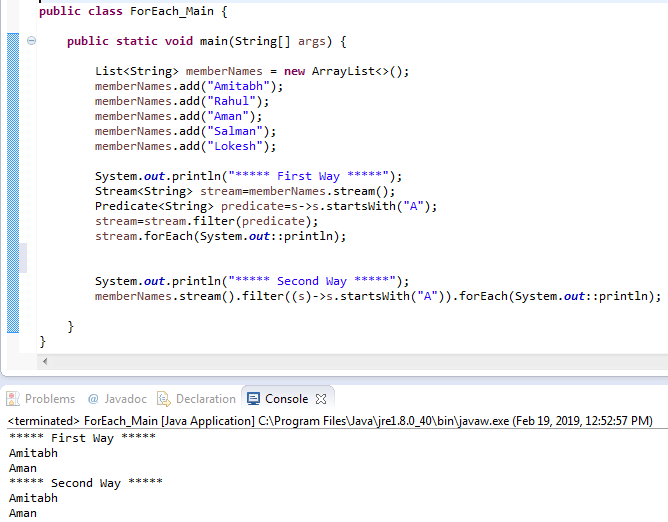 public class ForEach_Main {
public static void main(String[] args) {
List<String> memberNames = new ArrayList<>();
memberNames.add("Amitabh");
memberNames.add("Rahul");
memberNames.add("Aman");
memberNames.add("Salman");
memberNames.add("Lokesh");
System.out.println("***** First Way *****");
Stream<String> stream=memberNames.stream();
Predicate<String> predicate=s->s.startsWith("A");
stream=stream.filter(predicate);
stream.forEach(System.out::println);
System.out.println("***** Second Way *****");
memberNames.stream().filter((s)->s.startsWith("A")).forEach(System.out::println);
}
}
Problems @ Javadoc Declaration Console
<terminated> ForEach_Main [Java Application] C:\Program Files\Java\jre1.8.0_40\bin\javaw.exe (Feb 19, 2019, 12:52:57 PM)
***** First Way *****
Amitabh
Aman
***** Second Way *****
Amitabh
Aman